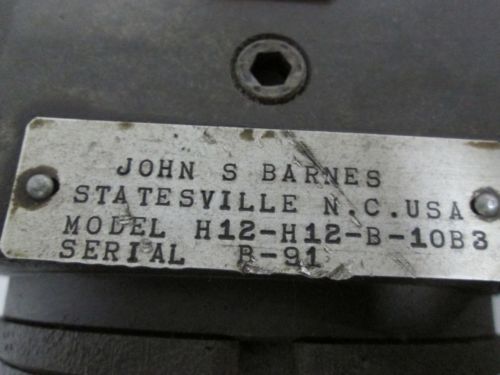 JOHN S BARNES
STATESVILLE N.C.USA
MODEL H12-H12-B-10B3
SERIAL B-91